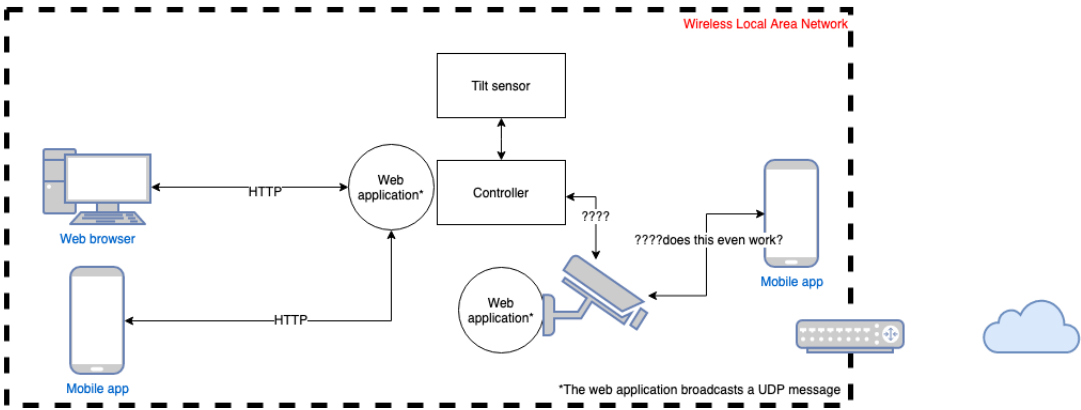 Wireless Local Area Network
Tilt sensor
Web
application*
Controller
HTTP
????
Web browser
????does this even work?
Mobile app
Web
application*
HTTP
Mobile app
*The web application broadcasts a UDP message